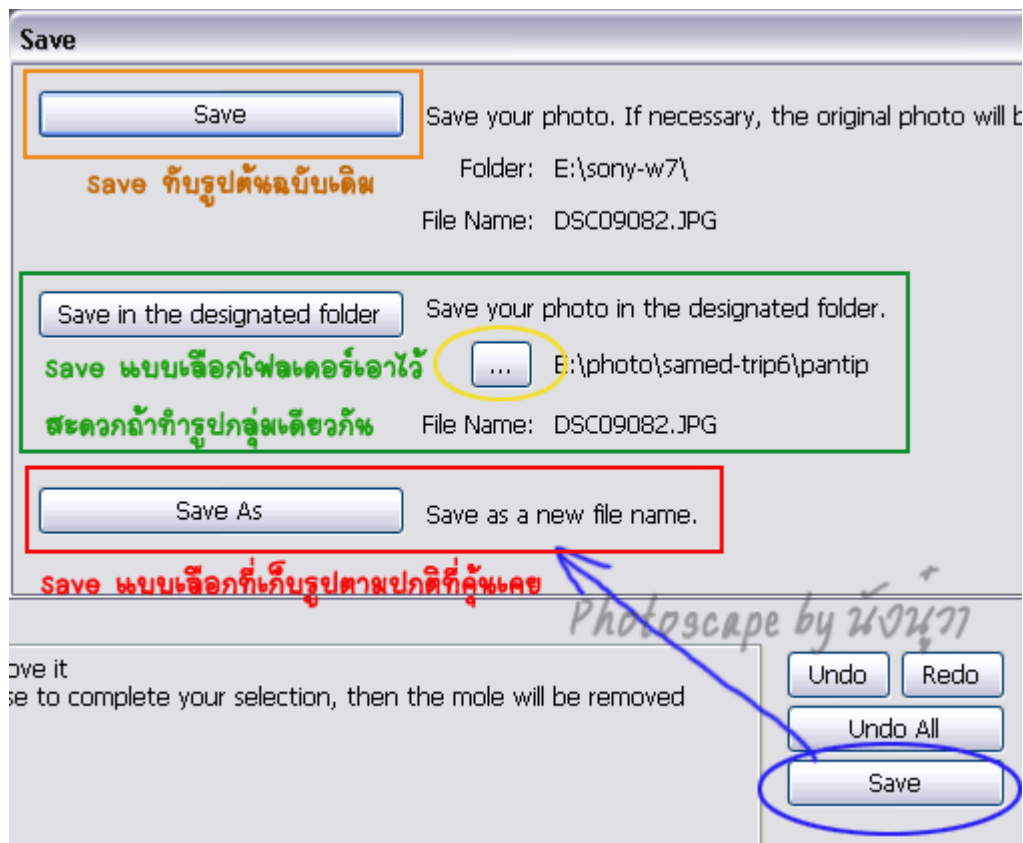 Save
Save
Save your photo. If necessary, the original photo will
Save ทับรูปต้นฉบับเดิม
Folder: E:\sony-w7\
File Name: DSC09082.JPG
Save in the designated folder
Save your photo in the designated folder.
Save แบบเลือกโฟลเดอร์เอาไว้
... E:\photo\samed-trip6\pantip
สะดวกถ้าทำรูปกลุ่มเดียวกัน
File Name: DSC09082.JPG
Save As
Save as a new file name.
Save แบบเลือกที่เก็บรูปตามปกติที่คุ้นเคย
Photoscape by
ove it
se to complete your selection, then the mole will be removed
Undo Redo
Undo All
Save